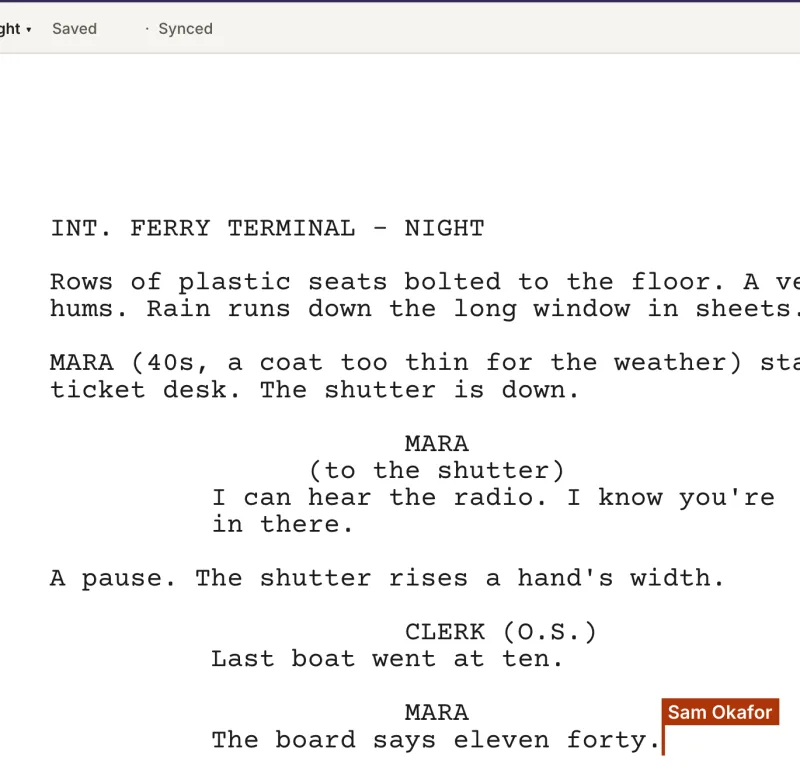 ght ▾ Saved · Synced
INT. FERRY TERMINAL – NIGHT
Rows of plastic seats bolted to the floor. A ve
hums. Rain runs down the long window in sheets.
MARA (40s, a coat too thin for the weather) sta
ticket desk. The shutter is down.
MARA
(to the shutter)
I can hear the radio. I know you're
in there.
A pause. The shutter rises a hand's width.
CLERK (O.S.)
Last boat went at ten.
MARA
Sam Okafor
The board says eleven forty.